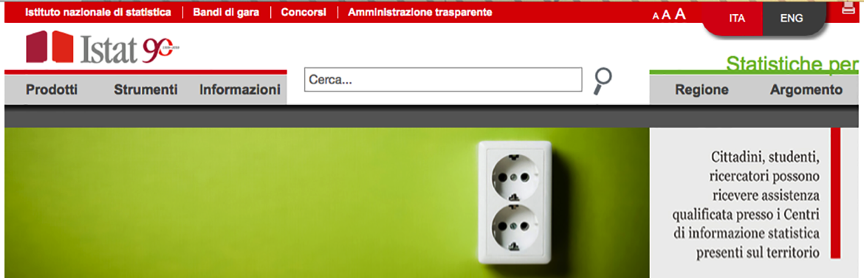 Istituto nazionale di statistica | Bandi di gara | Concorsi | Amministrazione trasparente
A A A
ITA ENG
Istat 90
Statistiche per
Cerca...
Prodotti Strumenti Informazioni
Regione Argomento
Cittadini, studenti,
ricercatori possono
ricevere assistenza
qualificata presso i Centri
di informazione statistica
presenti sul territorio